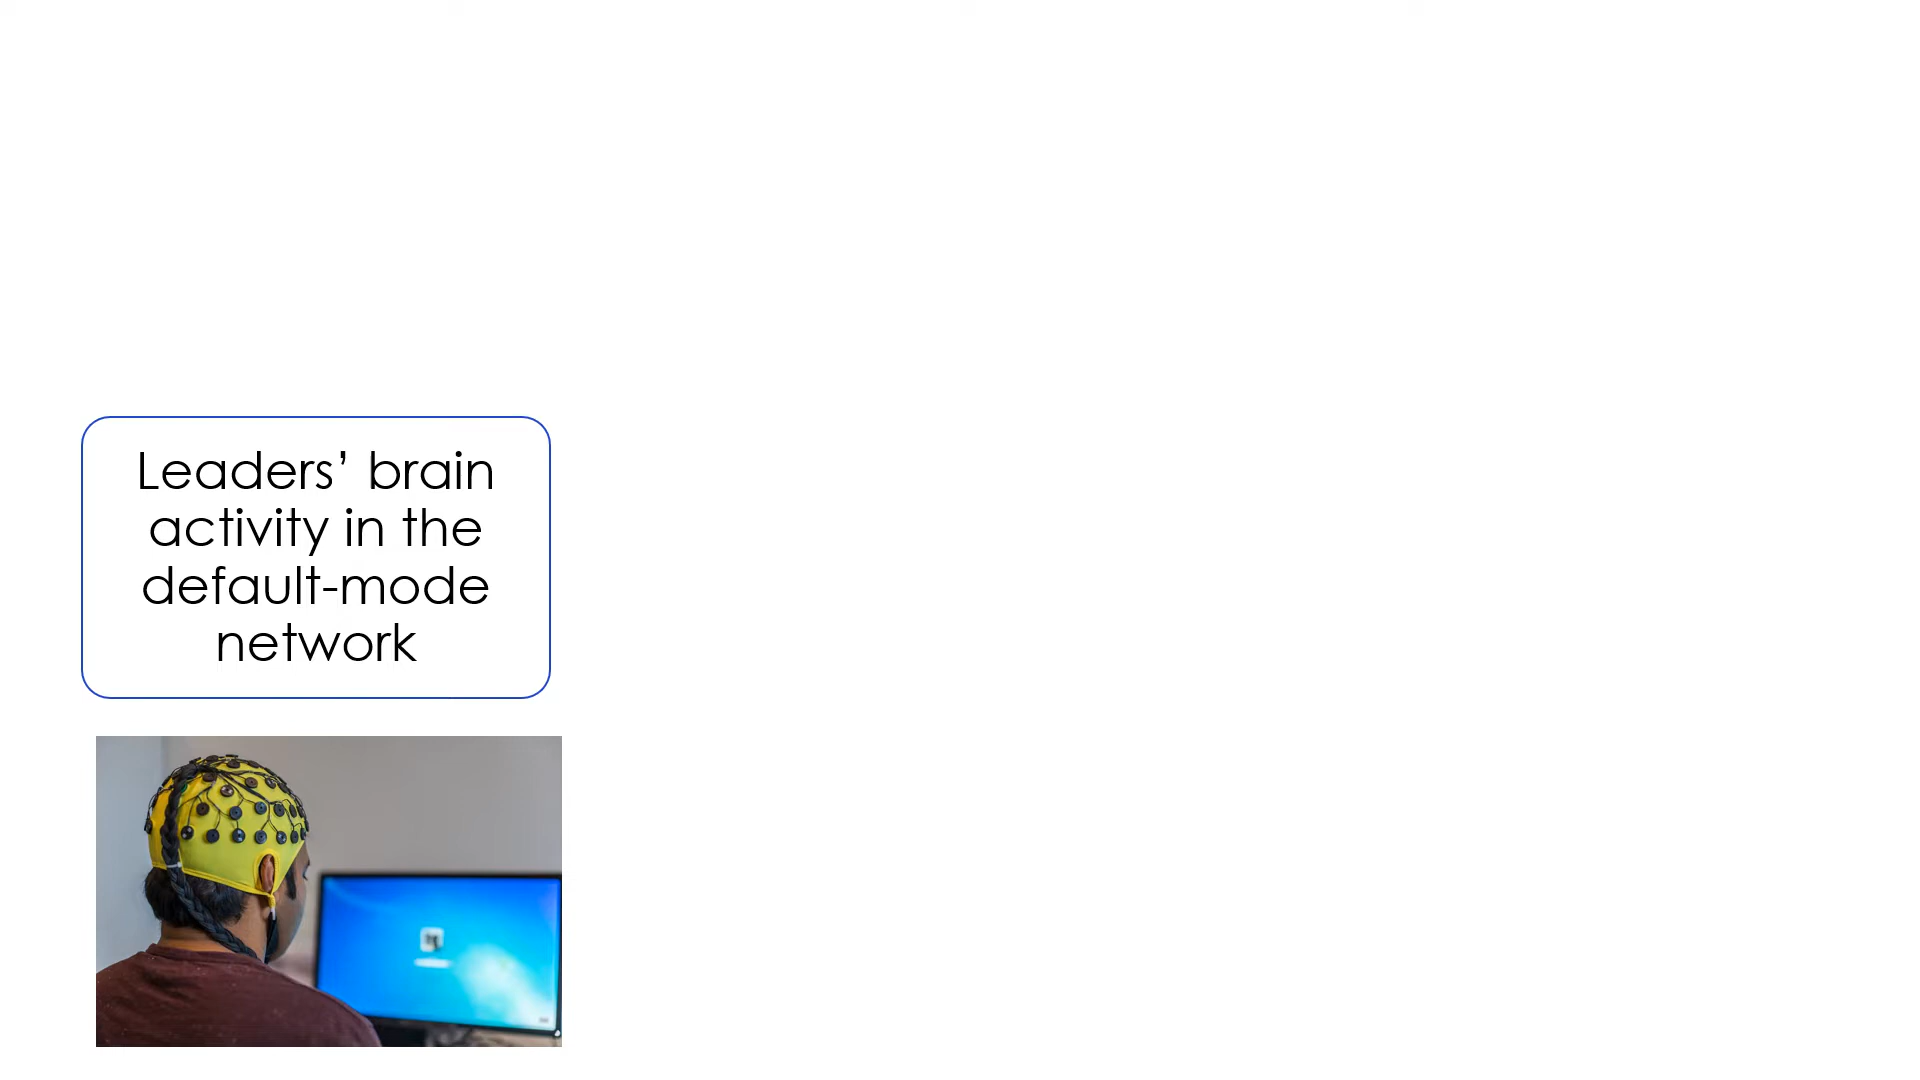 Leaders’ brain
activity in the
default-mode
network